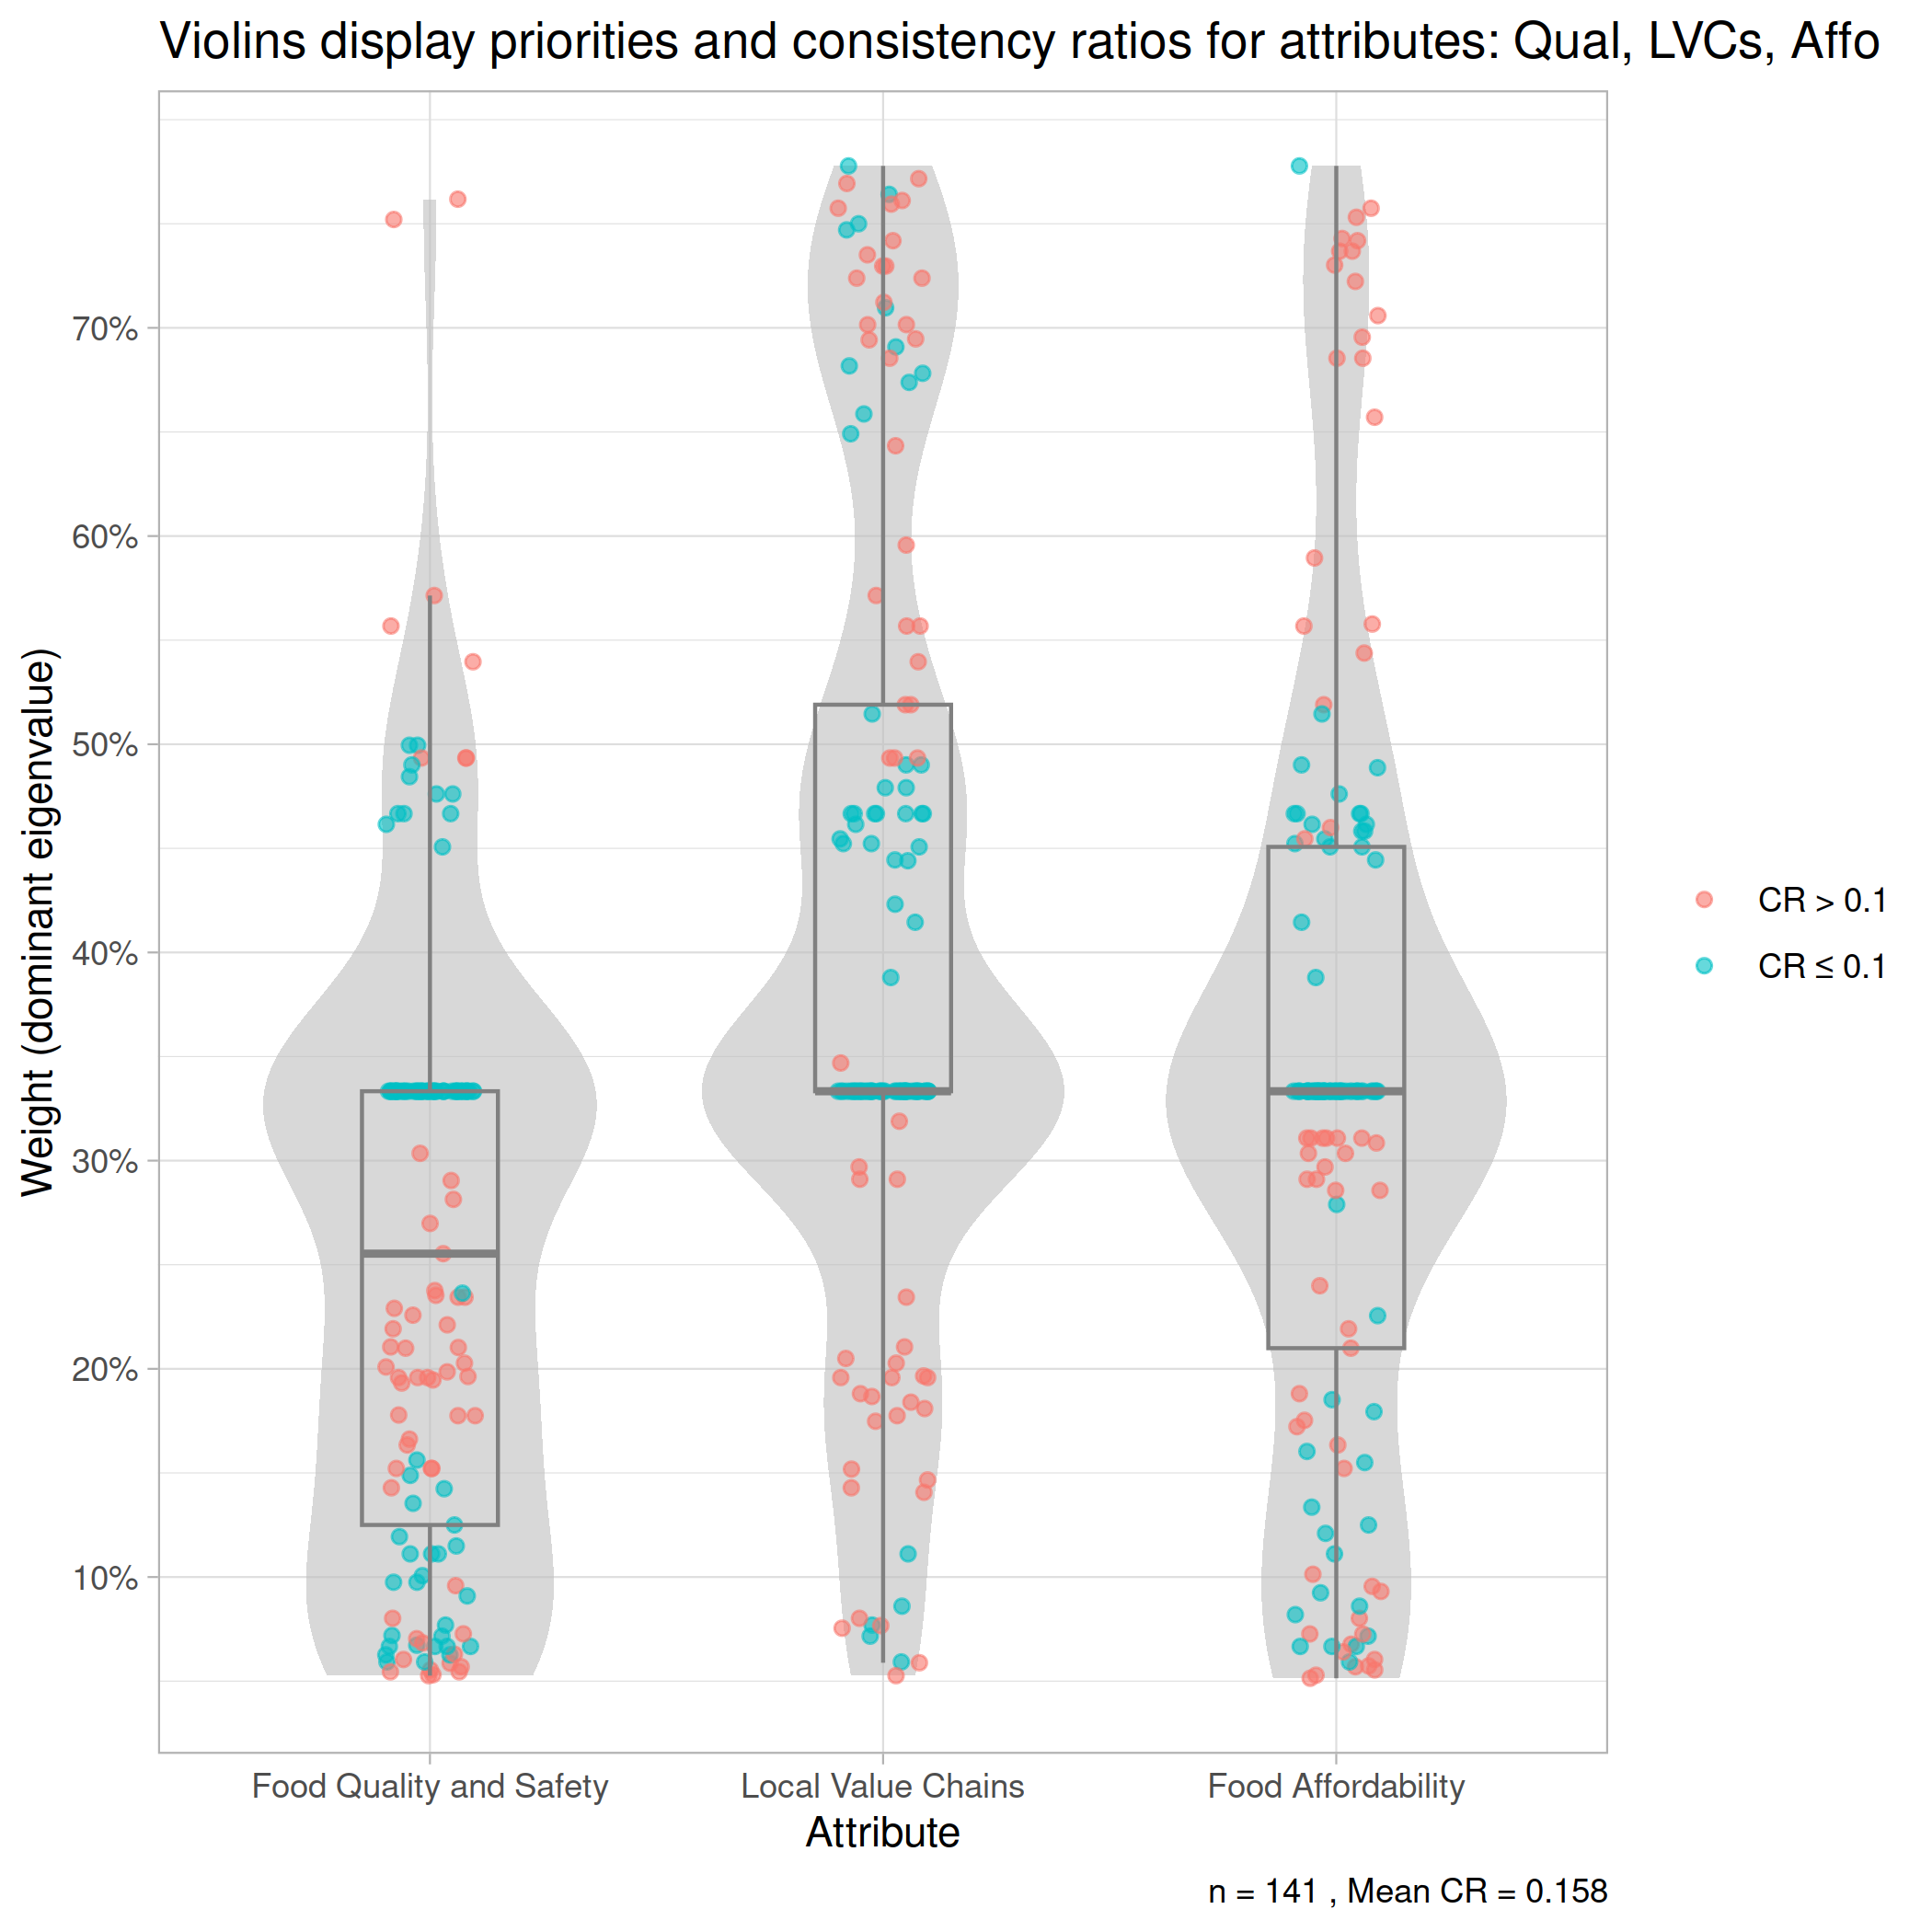 Violins display priorities and consistency ratios for attributes: Qual, LVCs, Affo
Weight (dominant eigenvalue)
70%
60%
50%
40%
30%
20%
10%
CR > 0.1
CR ≤ 0.1
Food Quality and Safety
Local Value Chains
Food Affordability
Attribute
n = 141 , Mean CR = 0.158